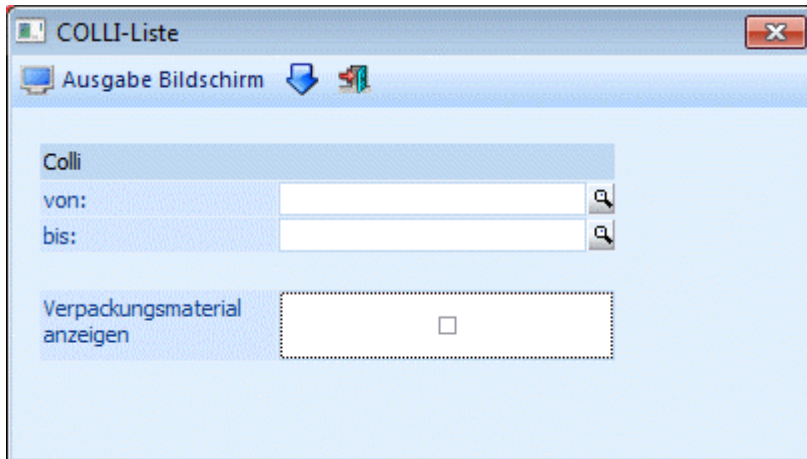 COLLI-Liste
Ausgabe Bildschirm
Colli
von:
bis:
Verpackungsmaterial
anzeigen